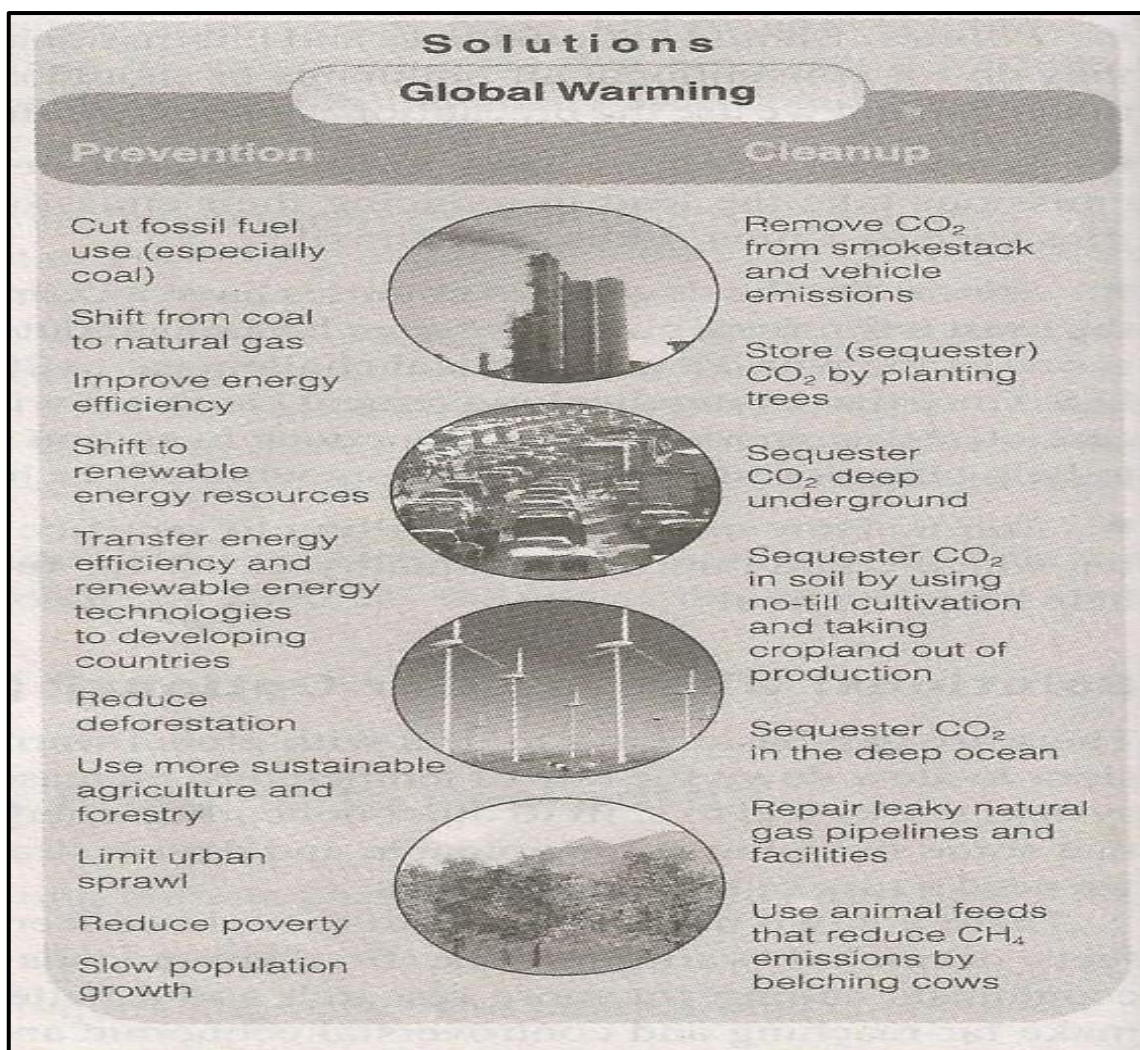 Solutions
Global Warming
Prevention
Cut fossil fuel
use (especially
coal)
Shift from coal
to natural gas
Improve energy
efficiency
Shift to
renewable
energy resources
Transfer energy
efficiency and
renewable energy
technologies
to developing
countries
Reduce
deforestation
Use more sustainable
agriculture and
forestry
Limit urban
sprawl
Reduce poverty
Slow population
growth
Cleanup
Remove CO₂
from smokestack
and vehicle
emissions
Store (sequester)
CO₂ by planting
trees
Sequester
CO₂ deep
underground
Sequester CO₂
in soil by using
no-till cultivation
and taking
cropland out of
production
Sequester CO₂
in the deep ocean
Repair leaky natural
gas pipelines and
facilities
Use animal feeds
that reduce CH₄
emissions by
belching cows